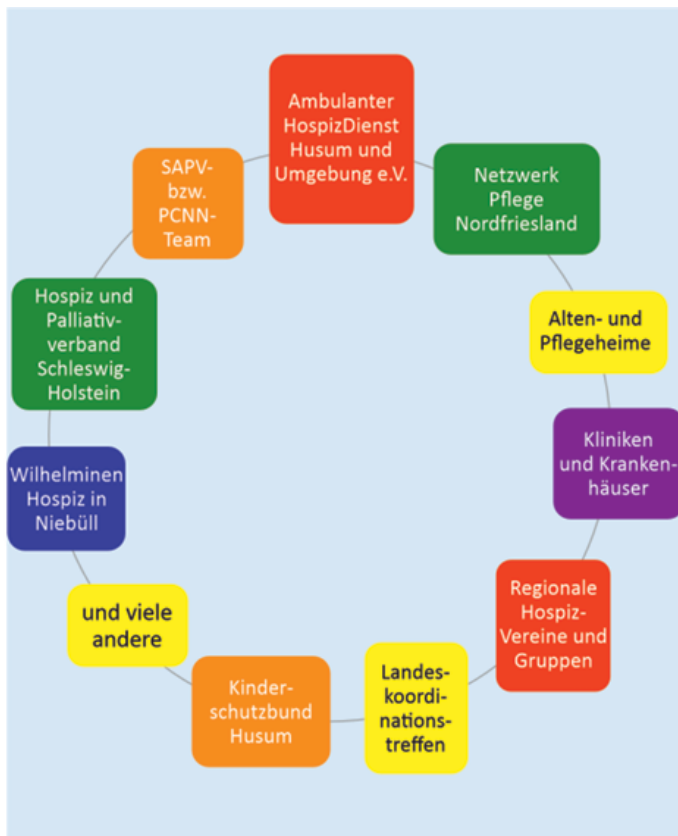 Ambulanter
HospizDienst
Husum und
Umgebung e.V.
Netzwerk
Pflege
Nordfriesland
Alten- und
Pflegeheime
Kliniken
und Kranken-
häuser
Regionale
Hospiz-
Vereine und
Gruppen
Landes-
koordi-
nations-
treffen
Kinder-
schutzbund
Husum
und viele
andere
Wilhelminen
Hospiz in
Niebüll
Hospiz und
Palliativ-
verband
Schleswig-
Holstein
SAPV-
bzw.
PCNN-
Team